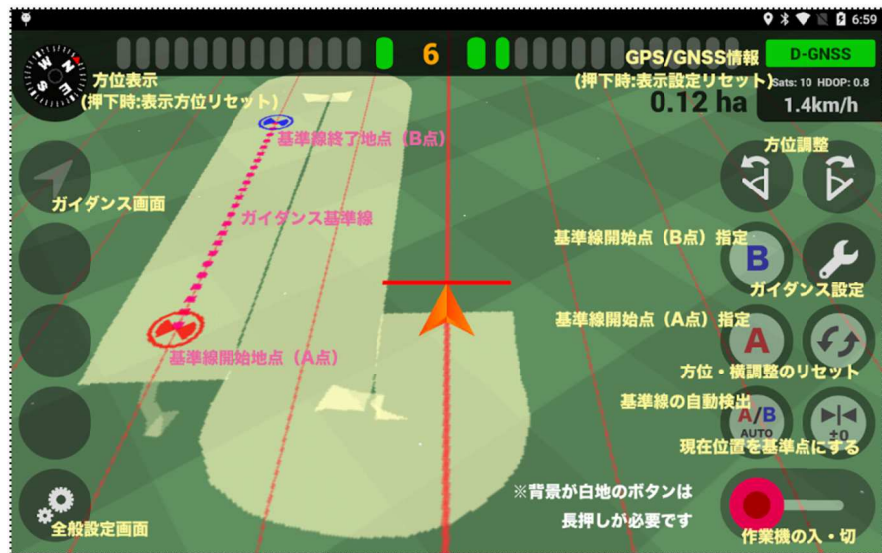 6:59
6
GPS/GNSS情報
D-GNSS
N
E
S
W
方位表示
(押下時:表示方位リセット)
(押下時:表示設定リセット)
Sats: 10 HDOP: 0.8
0.12 ha
1.4km/h
基準線終了地点（B点）
方位調整
ガイダンス画面
ガイダンス基準線
基準線開始点（B点）指定
B
ガイダンス設定
基準線開始点（A点）指定
A
基準線開始地点（A点）
方位・横調整のリセット
基準線の自動検出
A/B
AUTO
±0
現在位置を基準点にする
※背景が白地のボタンは
長押しが必要です
全般設定画面
作業機の入・切